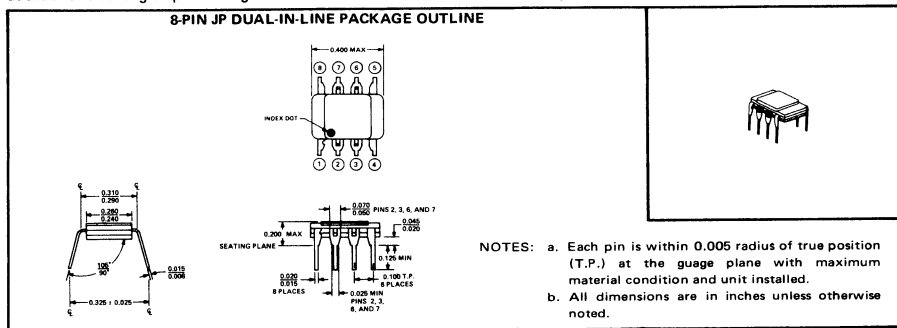 8-PIN JP DUAL-IN-LINE PACKAGE OUTLINE
0.400 MAX
8 7 6 5
INDEX DOT
1 2 3 4
℄ ℄
0.310
0.290
0.260
0.240
105°
90°
0.015
0.008
0.325 ± 0.025
℄ ℄
0.070
0.050 PINS 2, 3, 6, AND 7
0.045
0.020
0.200 MAX
SEATING PLANE
0.125 MIN
0.020
0.015
8 PLACES
0.100 T.P.
6 PLACES
0.025 MIN
PINS 2, 3,
6, AND 7
NOTES: a. Each pin is within 0.005 radius of true position
(T.P.) at the guage plane with maximum
material condition and unit installed.
b. All dimensions are in inches unless otherwise
noted.